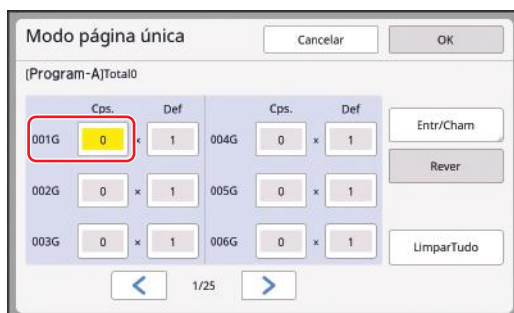 Modo página única Cancelar OK
(Program-A)Total0
Cps. Def Cps. Def
Entr/Cham
001G 0 x 1 004G 0 x 1
Rever
002G 0 x 1 005G 0 x 1
003G 0 x 1 006G 0 x 1 LimparTudo
1/25